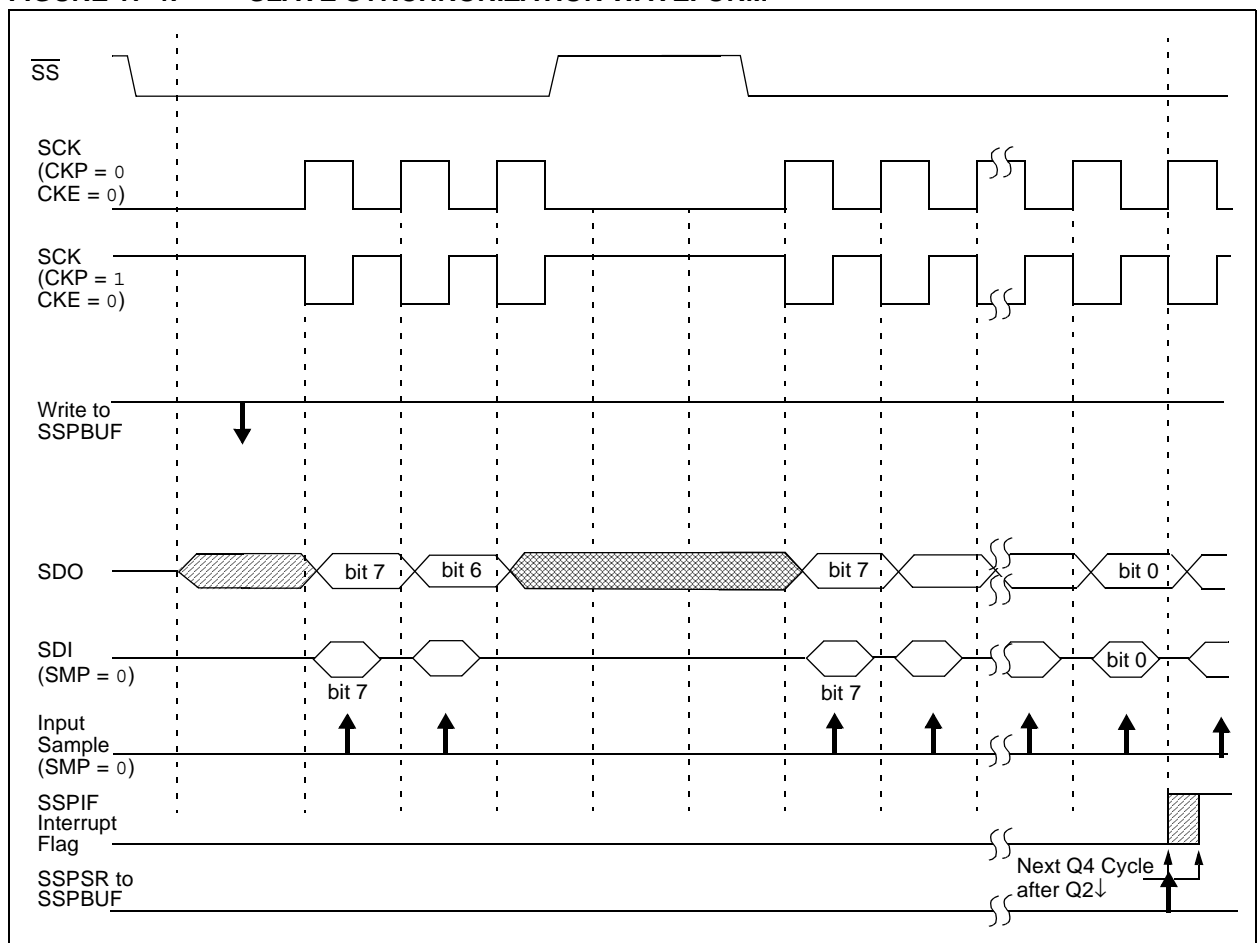 SS
SCK
(CKP = 0
CKE = 0)
SCK
(CKP = 1
CKE = 0)
Write to
SSPBUF
SDO
bit 7
bit 6
bit 7
bit 0
SDI
(SMP = 0)
bit 7
bit 7
bit 0
Input
Sample
(SMP = 0)
SSPIF
Interrupt
Flag
SSPSR to
SSPBUF
Next Q4 Cycle
after Q2↓